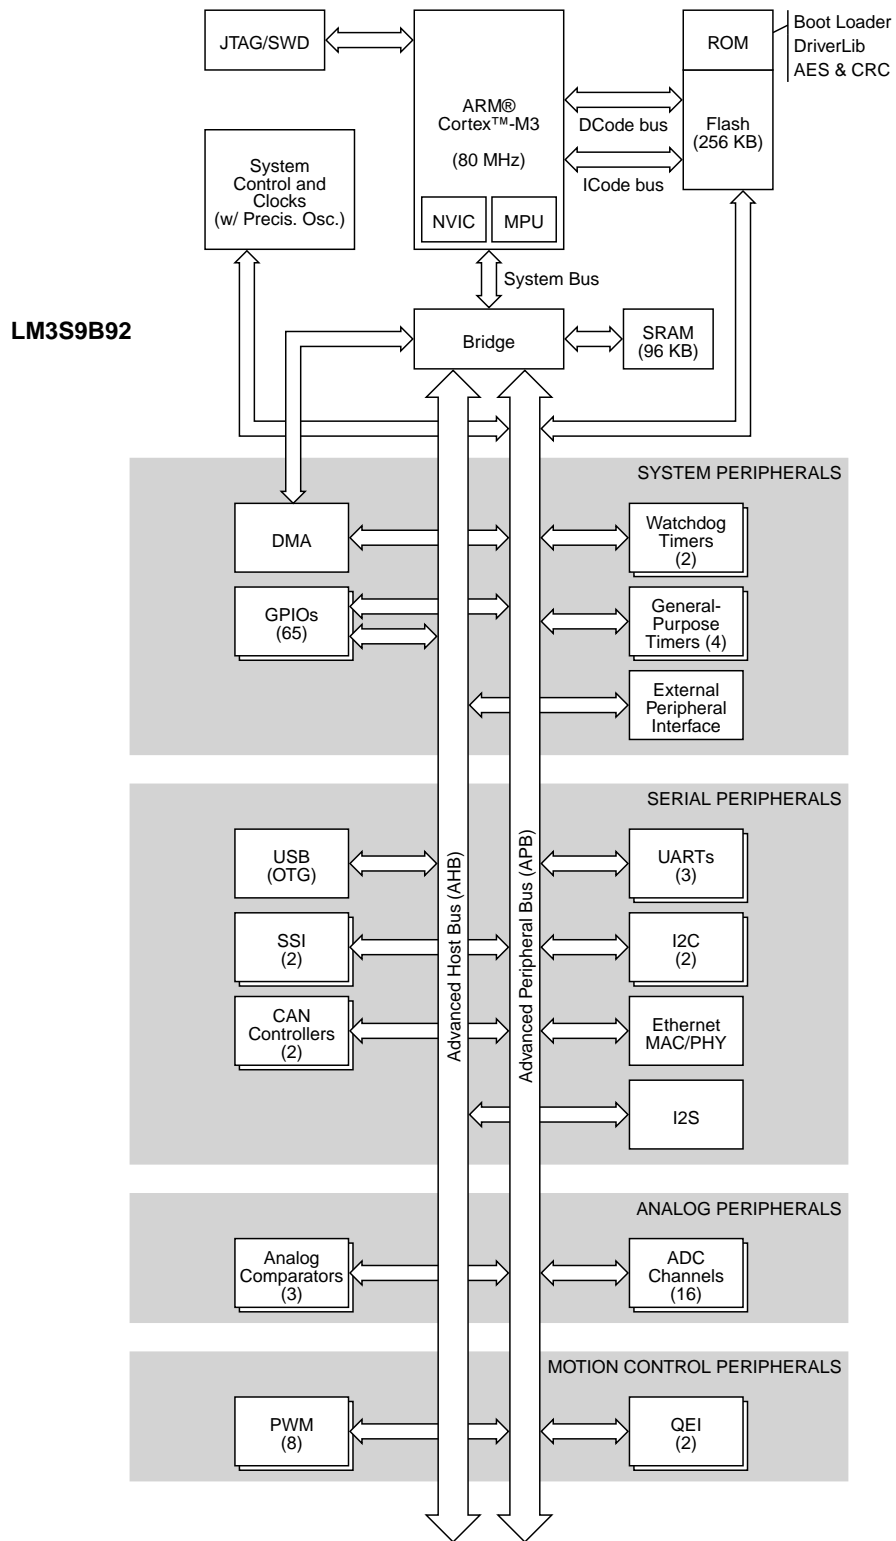 JTAG/SWD
ARM®
Cortex™-M3
(80 MHz)
NVIC
MPU
ROM
Boot Loader
DriverLib
AES & CRC
Flash
(256 KB)
DCode bus
ICode bus
System
Control and
Clocks
(w/ Precis. Osc.)
System Bus
LM3S9B92
Bridge
SRAM
(96 KB)
SYSTEM PERIPHERALS
DMA
Watchdog
Timers
(2)
GPIOs
(65)
General-
Purpose
Timers (4)
External
Peripheral
Interface
Advanced Host Bus (AHB)
Advanced Peripheral Bus (APB)
SERIAL PERIPHERALS
USB
(OTG)
UARTs
(3)
SSI
(2)
I2C
(2)
CAN
Controllers
(2)
Ethernet
MAC/PHY
I2S
ANALOG PERIPHERALS
Analog
Comparators
(3)
ADC
Channels
(16)
MOTION CONTROL PERIPHERALS
PWM
(8)
QEI
(2)